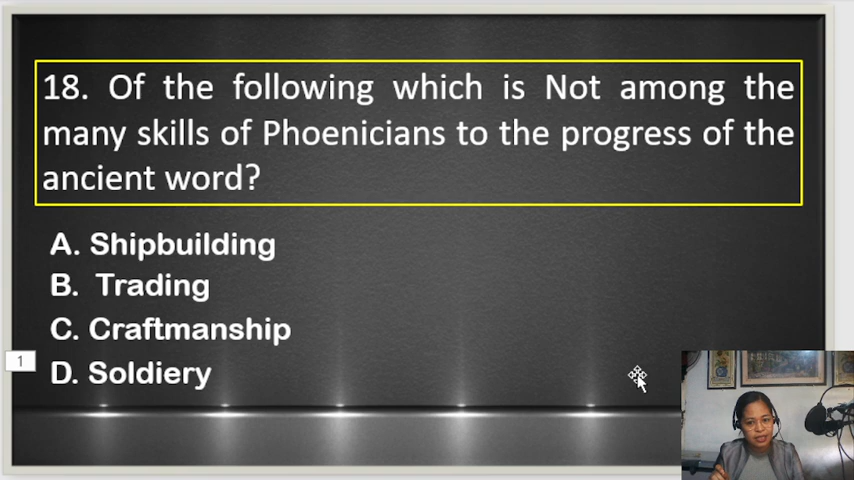 18. Of the following which is Not among the
many skills of Phoenicians to the progress of the
ancient word?
A. Shipbuilding
B. Trading
C. Craftmanship
1
D. Soldiery